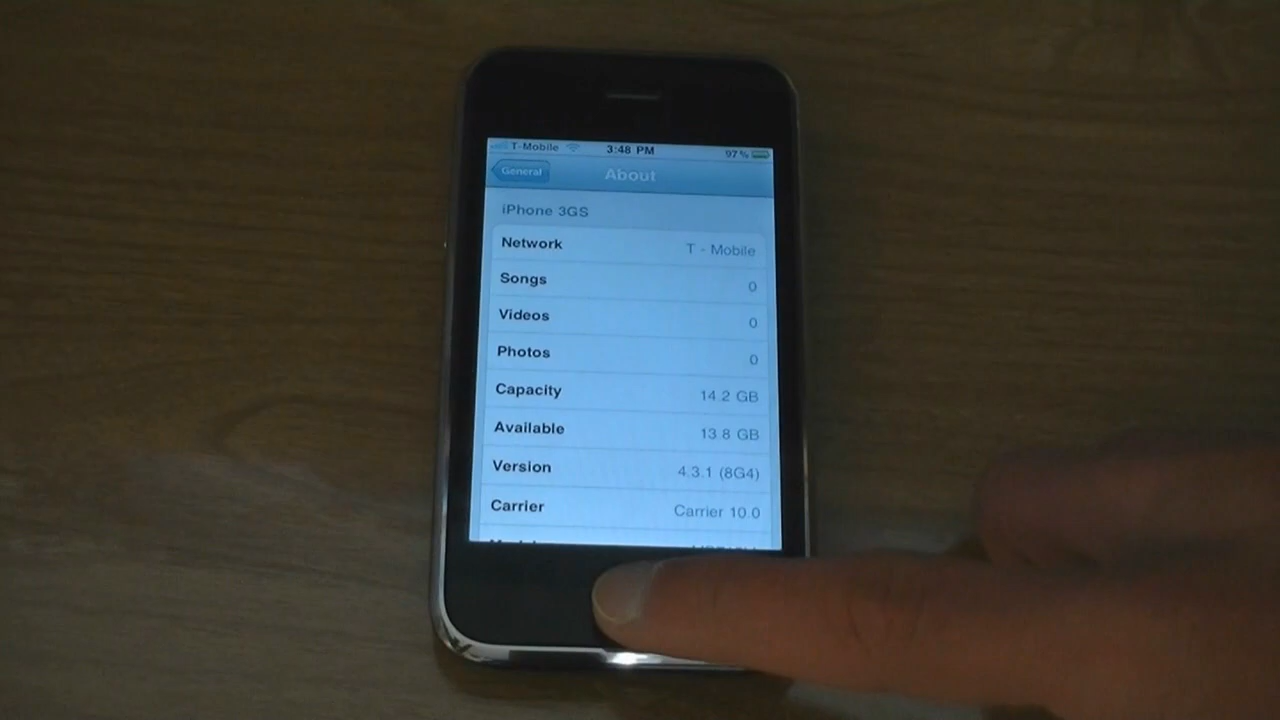 T-Mobile 3:48 PM 97%
General About
iPhone 3GS
Network T - Mobile
Songs 0
Videos 0
Photos 0
Capacity 14.2 GB
Available 13.8 GB
Version 4.3.1 (8G4)
Carrier Carrier 10.0